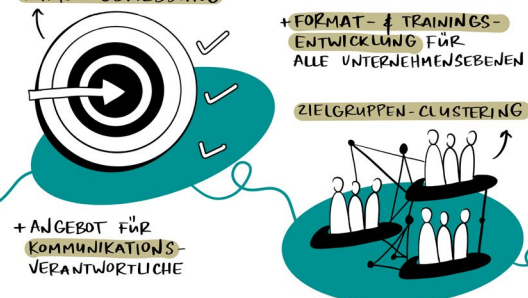 + FORMAT- & TRAININGS-
ENTWICKLUNG FÜR
ALLE UNTERNEHMENSEBENEN
ZIELGRUPPEN-CLUSTERING
+ ANGEBOT FÜR
KOMMUNIKATIONS-
VERANTWORTLICHE